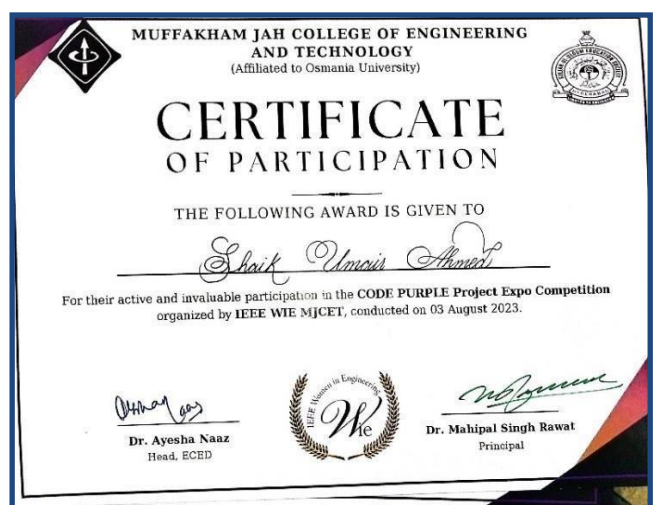 MUFFAKHAM JAH COLLEGE OF ENGINEERING
AND TECHNOLOGY
(Affiliated to Osmania University)
CERTIFICATE
OF PARTICIPATION
THE FOLLOWING AWARD IS GIVEN TO
Shaik Umair Ahmed
For their active and invaluable participation in the CODE PURPLE Project Expo Competition
organized by IEEE WIE MJCET, conducted on 03 August 2023.
IEEE Women in Engineering
Wie
Dr. Ayesha Naaz
Head, ECED
Dr. Mahipal Singh Rawat
Principal